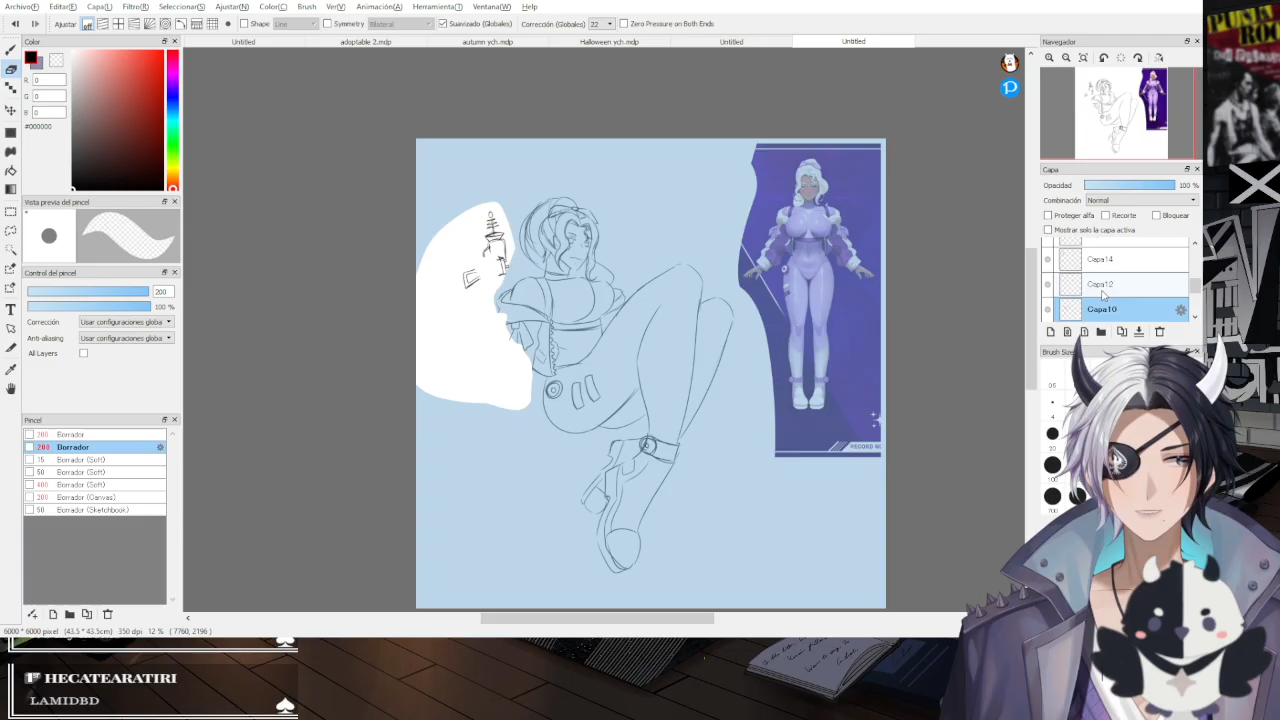 Archivo(F) Editar(E) Capa(L) Filtro(R) Seleccionar(S) Ajustar(N) Color(C) Brush Ver(V) Animación(A) Herramienta(T) Ventana(W) Help
Ajustar off Shape Line Symmetry Bilateral Suavizado (Globales) Corrección (Globales) 22 Zero Pressure on Both Ends
Untitled adoptable 2.mdp autumn ych.mdp Halloween ych.mdp Untitled Untitled
Color
R 0
G 0
B 0
#000000
Vista previa del pincel
Control del pincel
200
100 %
Corrección Usar configuraciones globa
Anti-aliasing: Usar configuraciones globa
All Layers
Pincel
200 Borrador
200 Borrador
15 Borrador (Soft)
50 Borrador (Soft)
400 Borrador (Soft)
200 Borrador (Canvas)
50 Borrador (Sketchbook)
6000 * 6000 pixel (43.5 * 43.5cm) 350 dpi 12 % ( 7760, 2196 )
RECORD
Navegador
Capa
Opacidad 100 %
Combinación Normal
Proteger alfa Recorte Bloquear
Mostrar solo la capa activa
Capa14
Capa12
Capa10
Brush Size
05
20
700
HECATEARATIRI
LAMIDBD